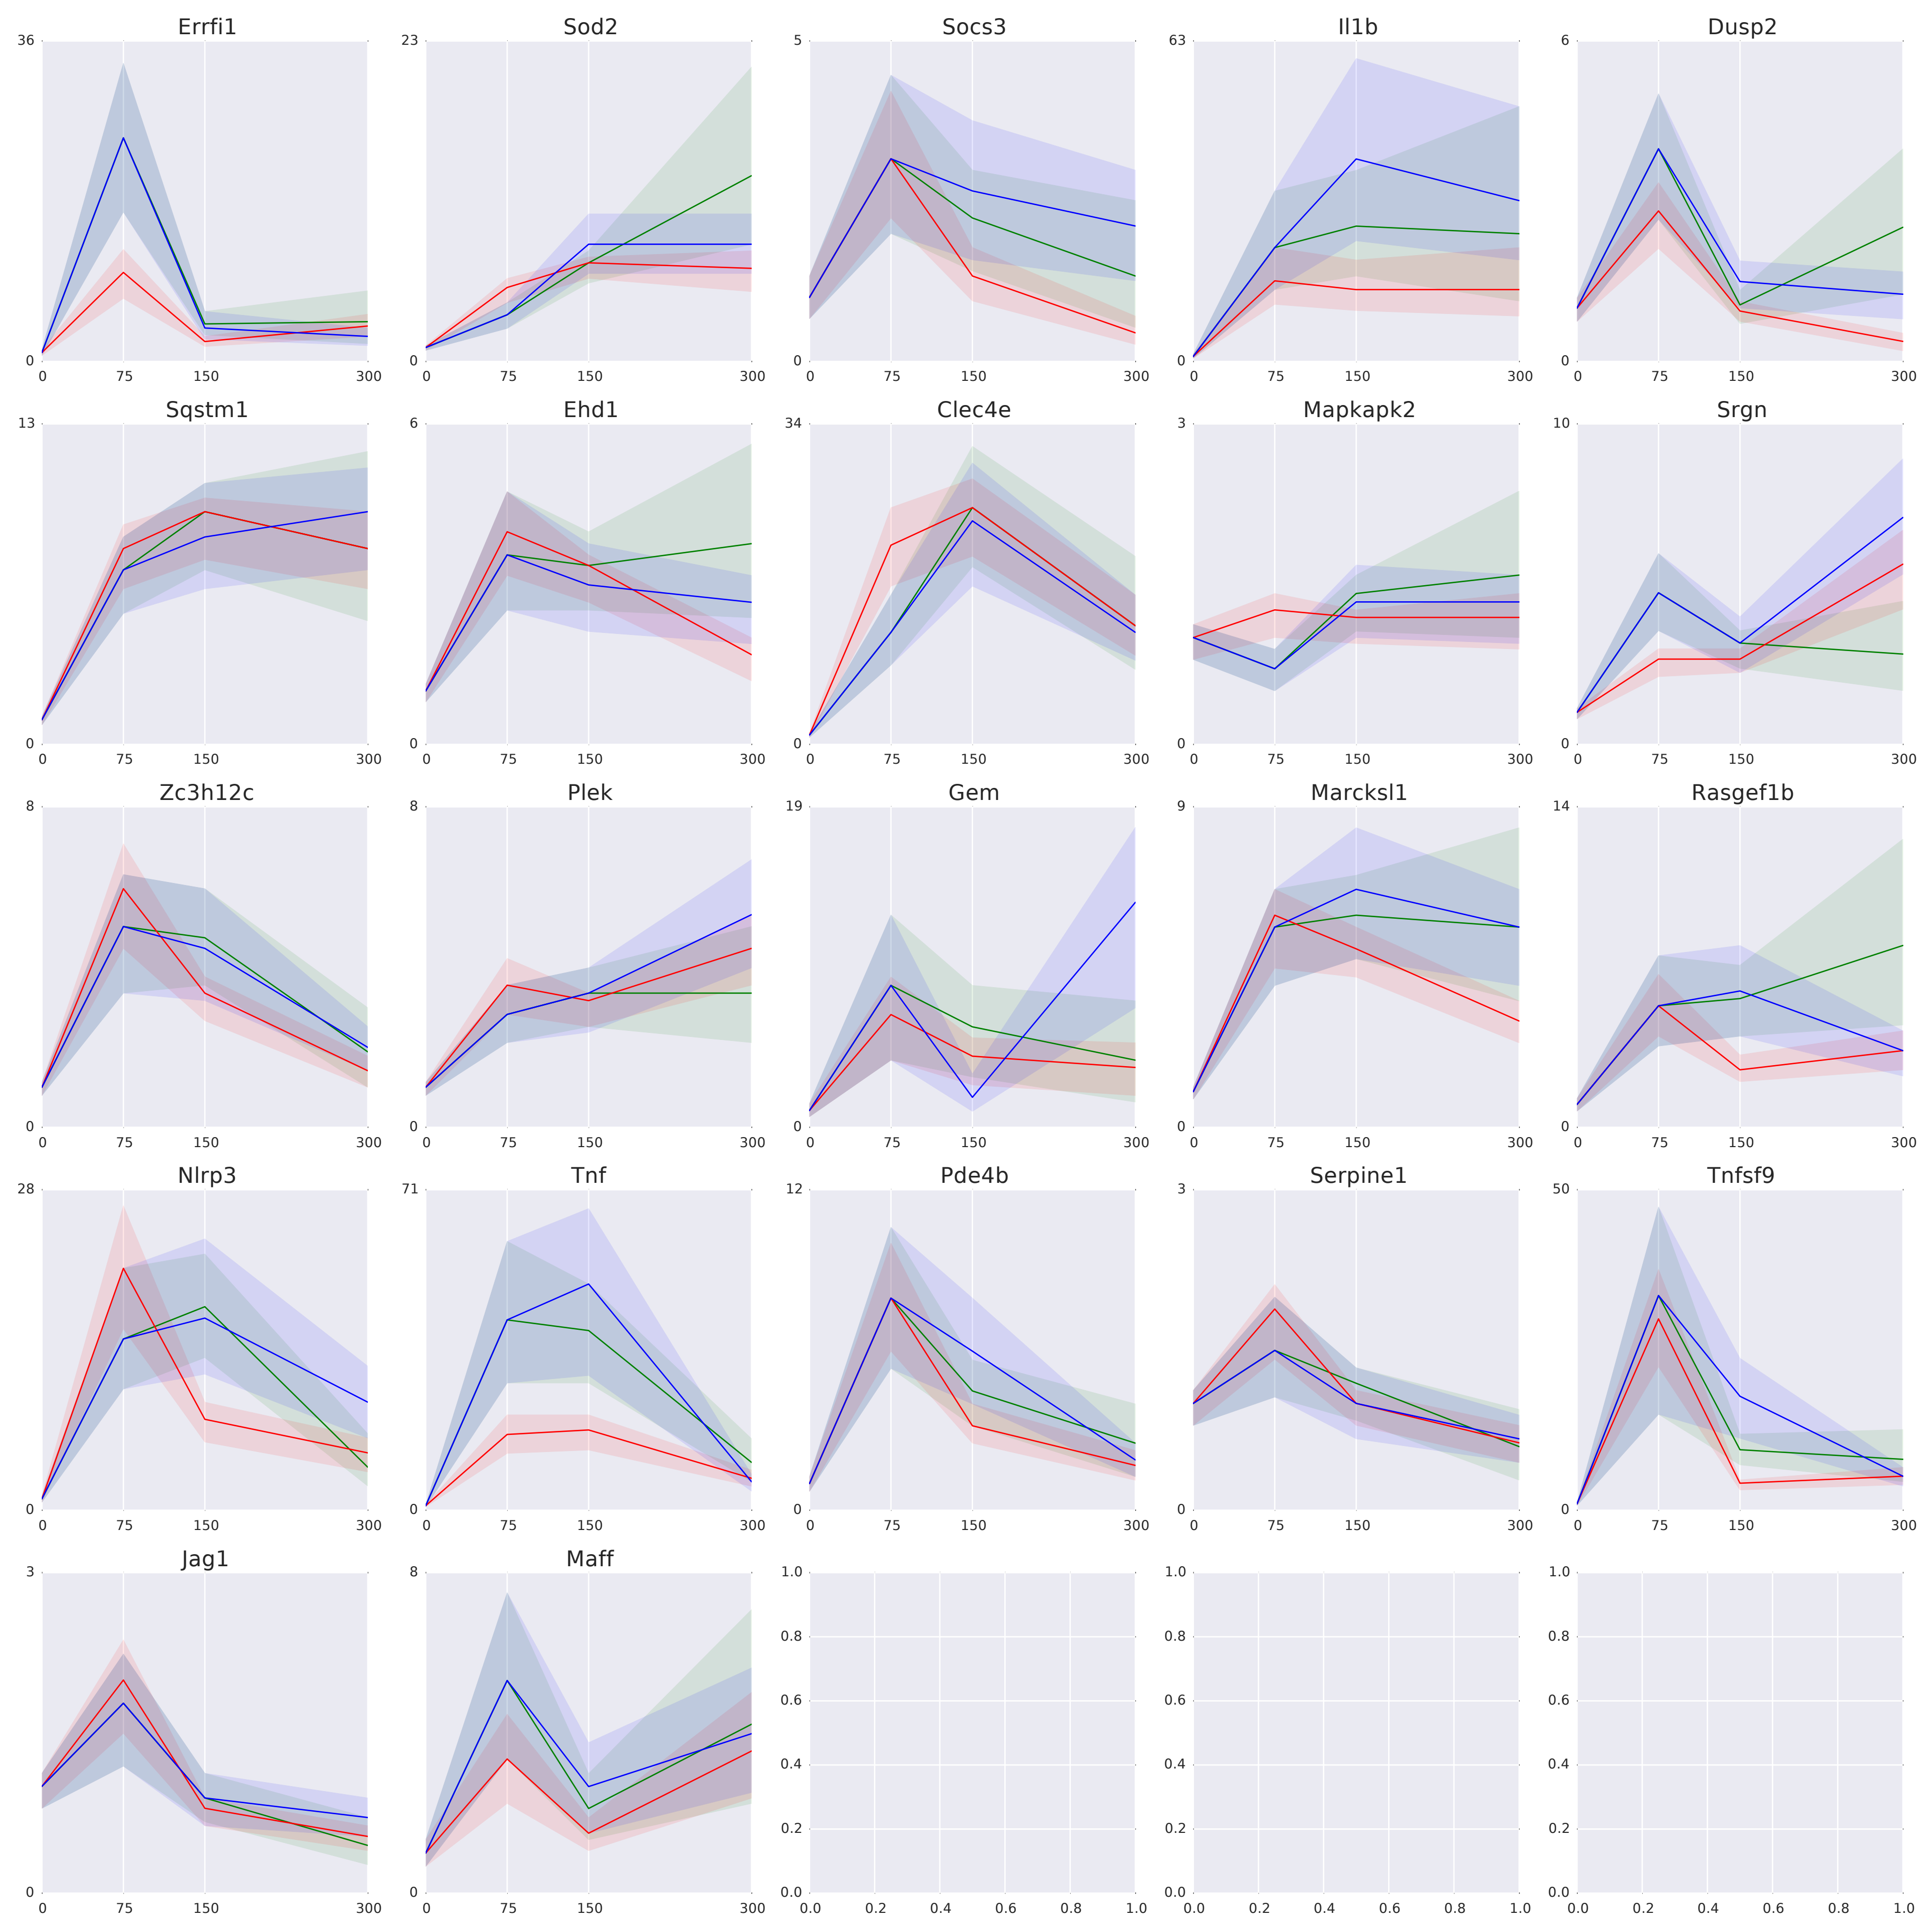 Errfi1 Sod2 Socs3 Il1b Dusp2
36 23 5 63 6
0 0 0 0 0
0 75 150 300 0 75 150 300 0 75 150 300 0 75 150 300 0 75 150 300
Sqstm1 Ehd1 Clec4e Mapkapk2 Srgn
13 6 34 3 10
0 0 0 0 0
0 75 150 300 0 75 150 300 0 75 150 300 0 75 150 300 0 75 150 300
Zc3h12c Plek Gem Marcksl1 Rasgef1b
8 8 19 9 14
0 0 0 0 0
0 75 150 300 0 75 150 300 0 75 150 300 0 75 150 300 0 75 150 300
Nlrp3 Tnf Pde4b Serpine1 Tnfsf9
28 71 12 3 50
0 0 0 0 0
0 75 150 300 0 75 150 300 0 75 150 300 0 75 150 300 0 75 150 300
Jag1 Maff
3 8 1.0 1.0 1.0
0.8 0.8 0.8
0.6 0.6 0.6
0.4 0.4 0.4
0.2 0.2 0.2
0 0 0.0 0.0 0.0
0 75 150 300 0 75 150 300 0.0 0.2 0.4 0.6 0.8 1.0 0.0 0.2 0.4 0.6 0.8 1.0 0.0 0.2 0.4 0.6 0.8 1.0